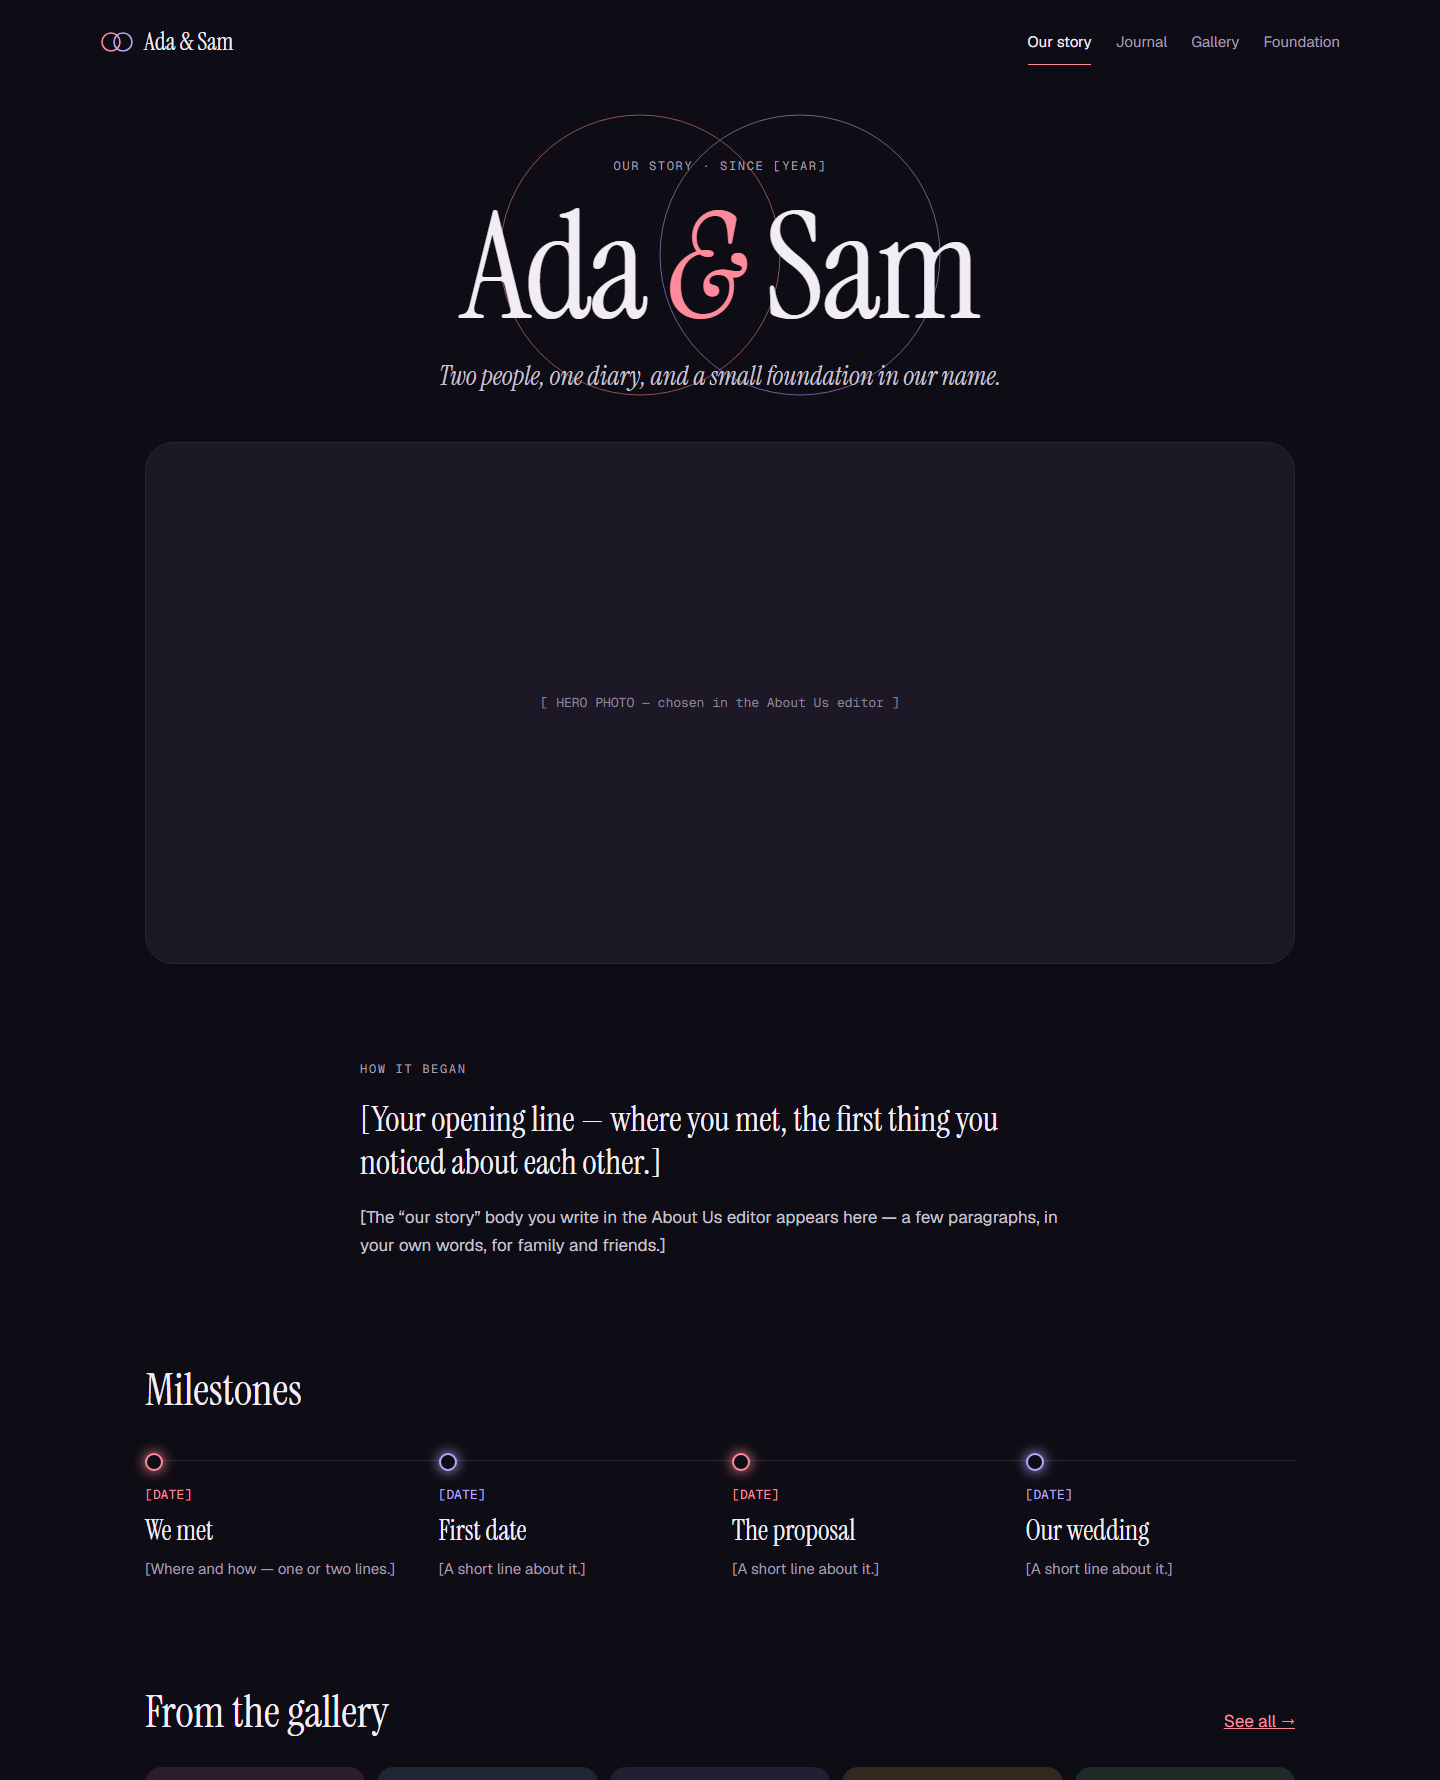 Ada & Sam
Our story Journal Gallery Foundation
OUR STORY · SINCE [YEAR]
Ada & Sam
Two people, one diary, and a small foundation in our name.
[ HERO PHOTO — chosen in the About Us editor ]
HOW IT BEGAN
[Your opening line — where you met, the first thing you
noticed about each other.]
[The “our story” body you write in the About Us editor appears here — a few paragraphs, in
your own words, for family and friends.]
Milestones
[DATE]
We met
[Where and how — one or two lines.]
[DATE]
First date
[A short line about it.]
[DATE]
The proposal
[A short line about it.]
[DATE]
Our wedding
[A short line about it.]
From the gallery
See all →